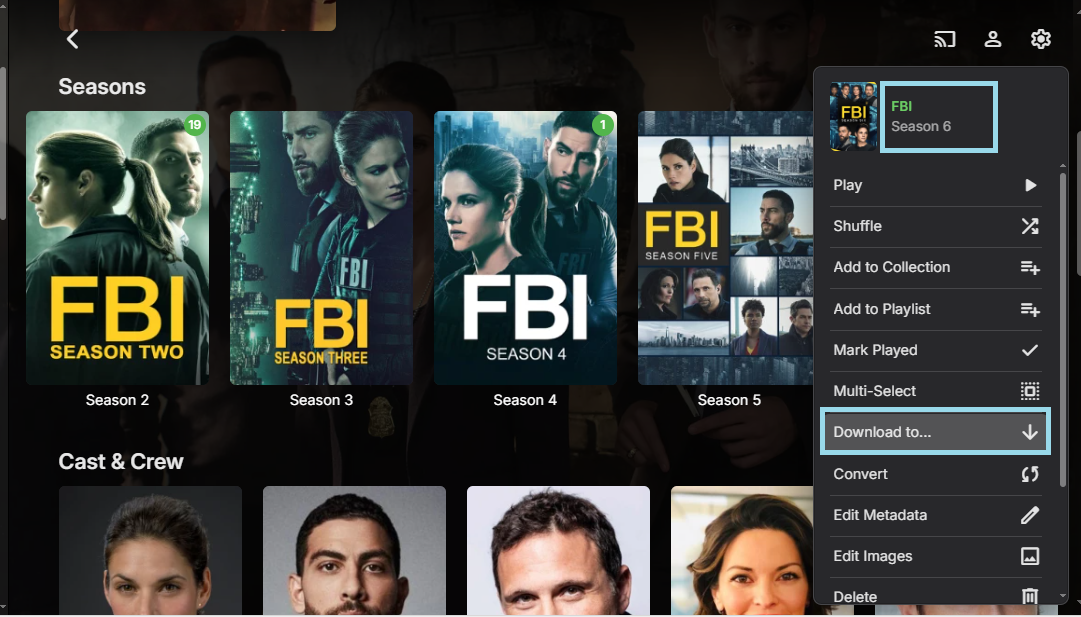 Seasons
19
FBI
SEASON TWO
Season 2
FBI
FBI
SEASON THREE
Season 3
1
FBI
SEASON 4
Season 4
FBI
SEASON FIVE
Season 5
Cast & Crew
FBI
FBI
Season 6
Play
Shuffle
Add to Collection
Add to Playlist
Mark Played
Multi-Select
Download to...
Convert
Edit Metadata
Edit Images
Delete